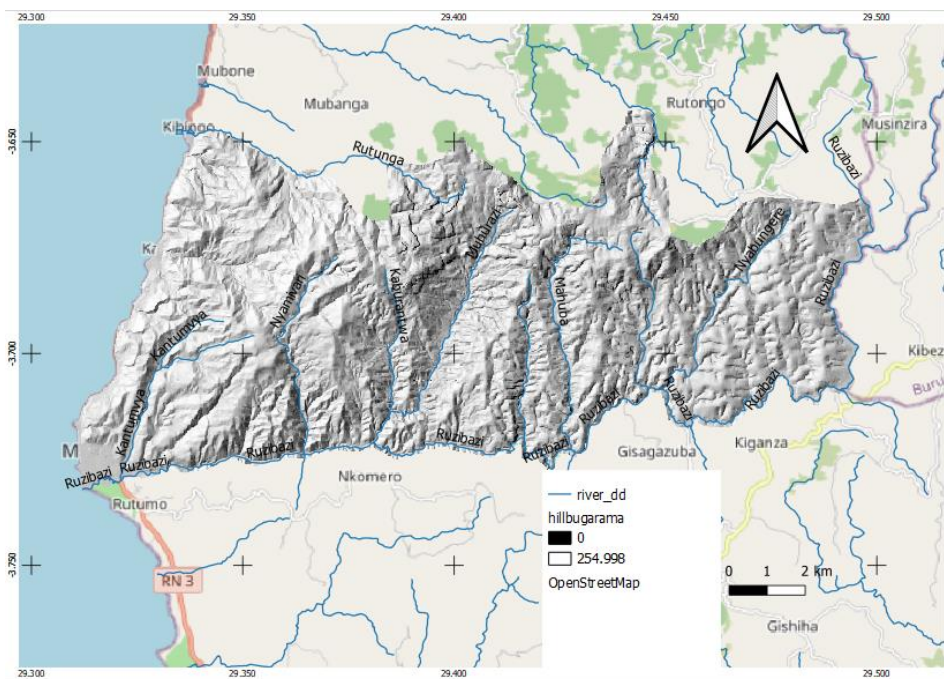 29.300
29.350
29.400
29.450
29.500
Mubone
Mubanga
Rutongo
Musinzira
Kibingo
-3.650
Rutunga
Ruzibazi
Muhurazi
Nyabungere
Ruzibazi
Nyamivari
Kaburantwa
Mahuba
Kantumvya
-3.700
Kantumvya
Ruzibazi
Ruzibazi
Ruzibazi
Kibez
Buru
M
Ruzibazi
Ruzibazi
Ruzibazi
Ruzibazi
Ruzibazi
Gisagazuba
Kiganza
Rutumo
Nkomero
river_dd
hillbugarama
0
254.998
OpenStreetMap
-3.750
RN 3
0 1 2 km
Gishiha
29.300
29.350
29.400
29.450
29.500